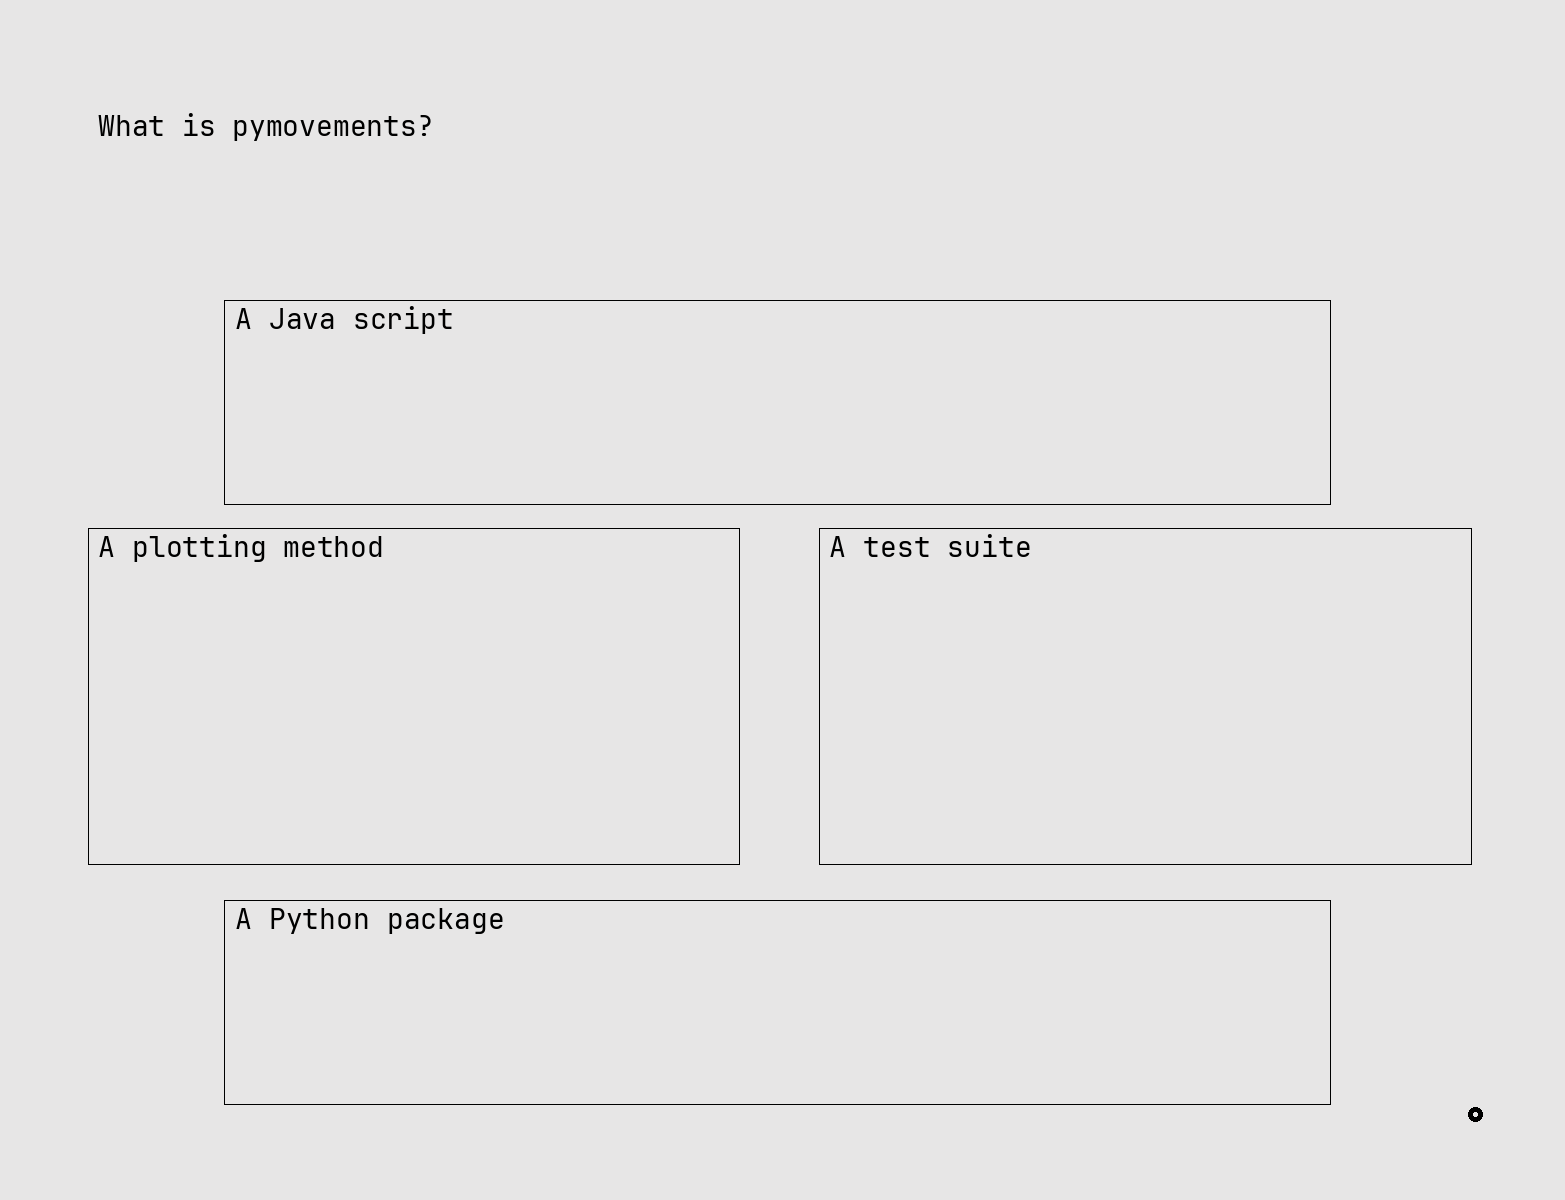 What is pymovements?
A Java script
A plotting method
A test suite
A Python package